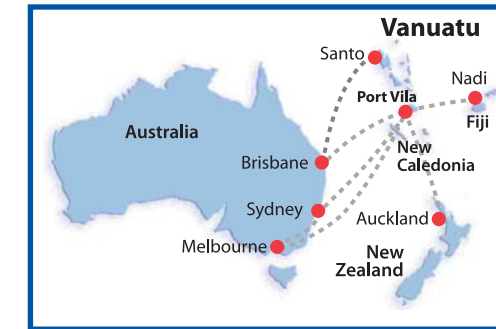 Vanuatu
Santo
Nadi
Port Vila
Fiji
Australia
New
Caledonia
Brisbane
Sydney
Auckland
Melbourne
New
Zealand